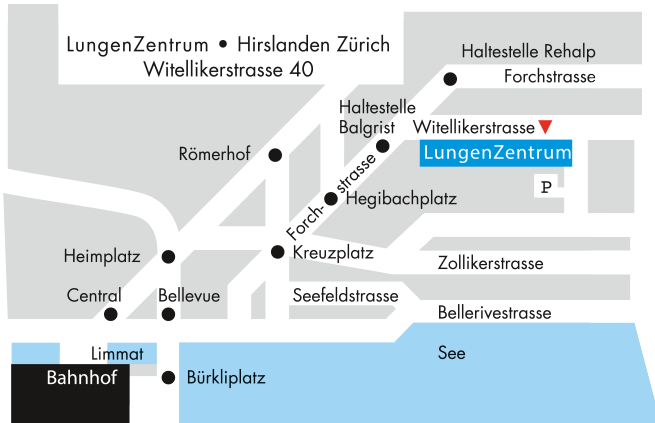 LungenZentrum • Hirslanden Zürich
Witellikerstrasse 40
Haltestelle Rehalp
Forchstrasse
Haltestelle
Balgrist
Witellikerstrasse
LungenZentrum
Römerhof
P
Forch-strasse
Hegibachplatz
Heimplatz
Kreuzplatz
Zollikerstrasse
Central
Bellevue
Seefeldstrasse
Bellerivestrasse
Limmat
See
Bahnhof
Bürkliplatz